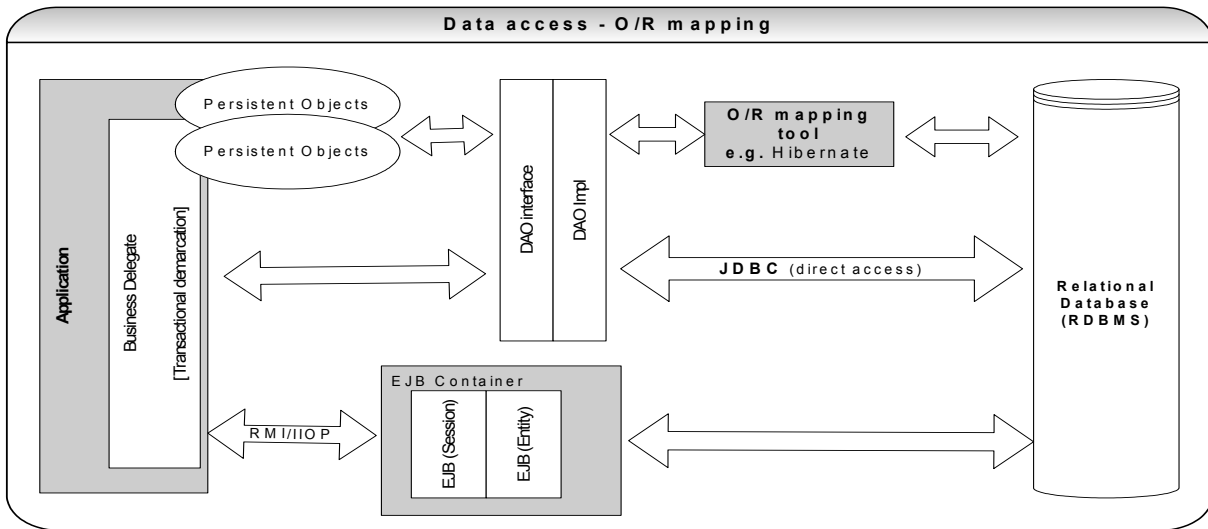 Data access - O/R mapping
Persistent Objects
Persistent Objects
Application
Business Delegate
[Transactional demarcation]
DAO interface
DAO Impl
O/R mapping
tool
e.g. Hibernate
JDBC (direct access)
Relational
Database
(RDBMS)
EJB Container
RMI/IIOP
EJB (Session)
EJB (Entity)